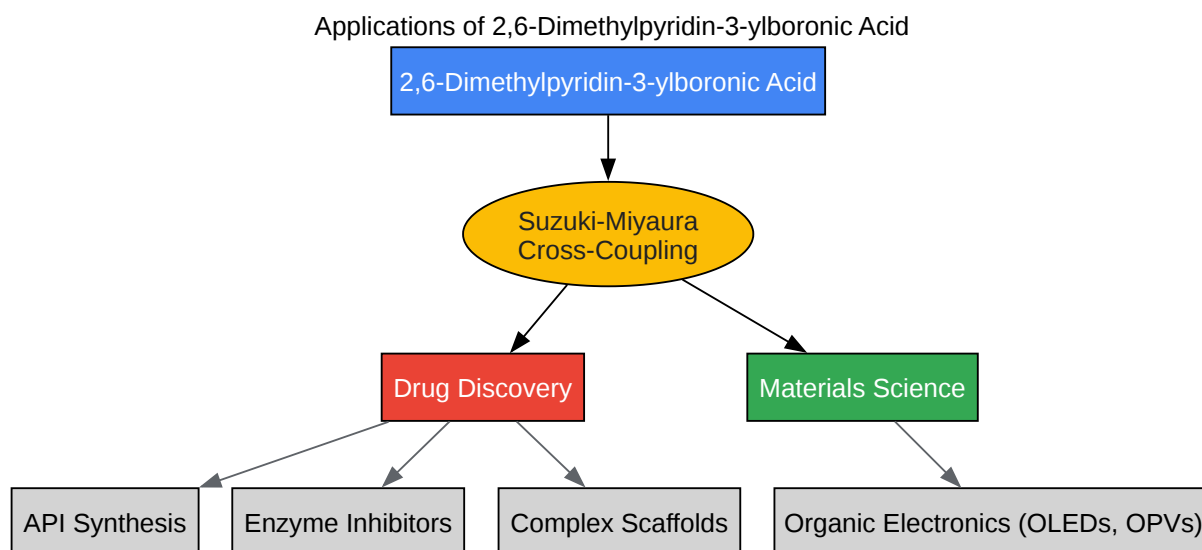 Applications of 2,6-Dimethylpyridin-3-ylboronic Acid
2,6-Dimethylpyridin-3-ylboronic Acid
Suzuki-Miyaura
Cross-Coupling
Drug Discovery
Materials Science
API Synthesis
Enzyme Inhibitors
Complex Scaffolds
Organic Electronics (OLEDs, OPVs)